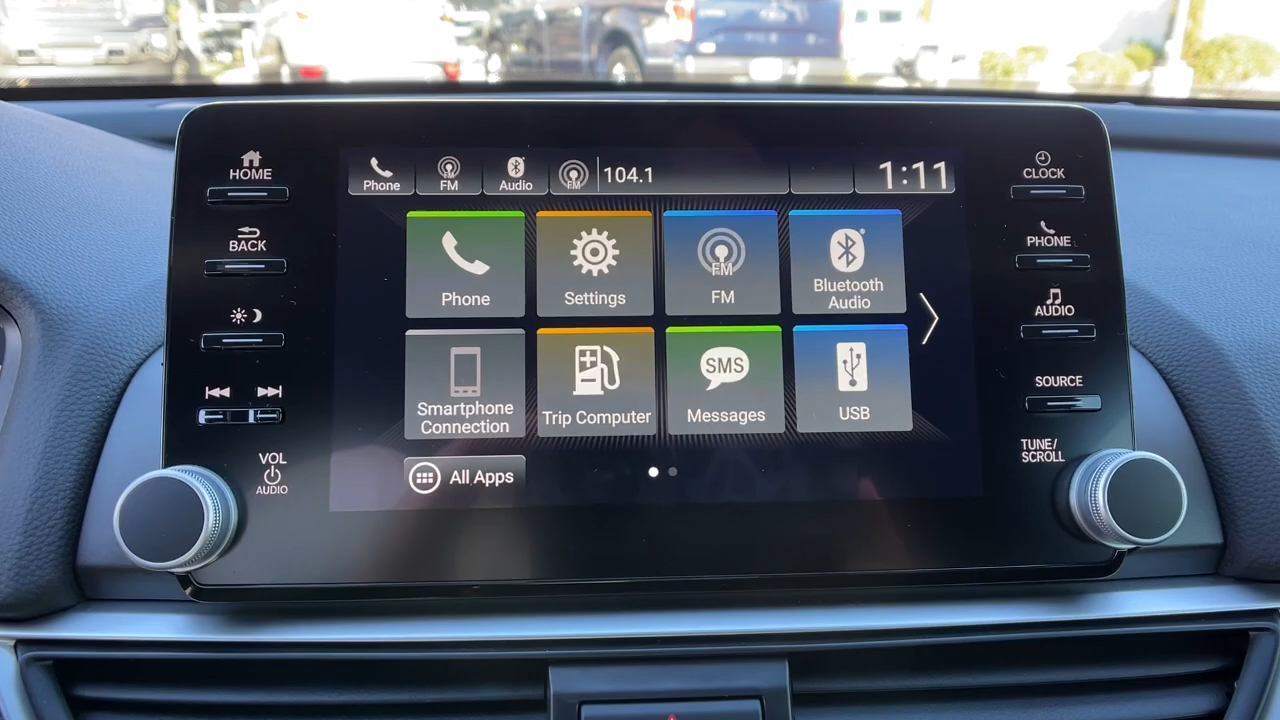 HOME
BACK
VOL
AUDIO
Phone
FM
Audio
FM
104.1
1:11
Phone
Settings
FM
FM
Bluetooth
Audio
Smartphone
Connection
Trip Computer
SMS
Messages
USB
All Apps
CLOCK
PHONE
AUDIO
SOURCE
TUNE/
SCROLL